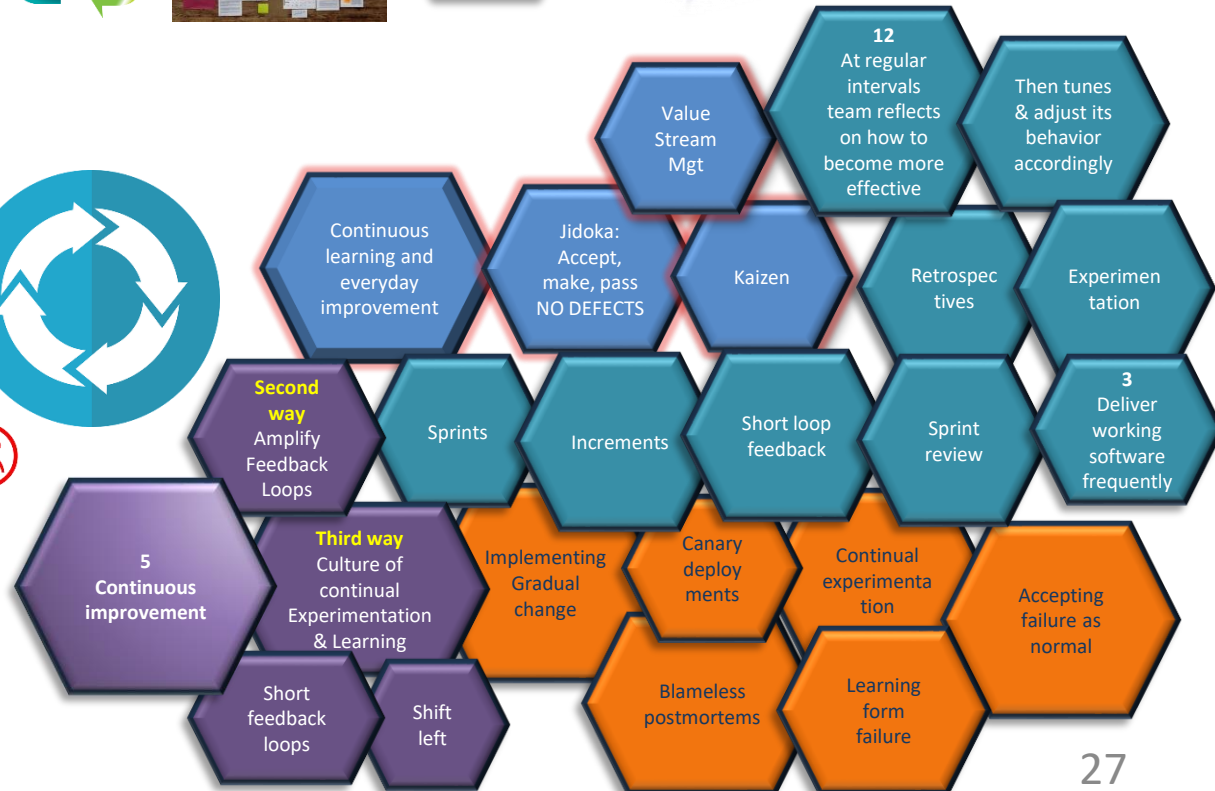 12
At regular
intervals
team reflects
on how to
become more
effective
Then tunes
& adjust its
behavior
accordingly
Value
Stream
Mgt
Continuous
learning and
everyday
improvement
Jidoka:
Accept,
make, pass
NO DEFECTS
Kaizen
Retrospec
tives
Experimen
tation
Second
way
Amplify
Feedback
Loops
Sprints
Increments
Short loop
feedback
Sprint
review
3
Deliver
working
software
frequently
5
Continuous
improvement
Third way
Culture of
continual
Experimentation
& Learning
Implementing
Gradual
change
Canary
deploy
ments
Continual
experimenta
tion
Accepting
failure as
normal
Short
feedback
loops
Shift
left
Blameless
postmortems
Learning
form
failure
27